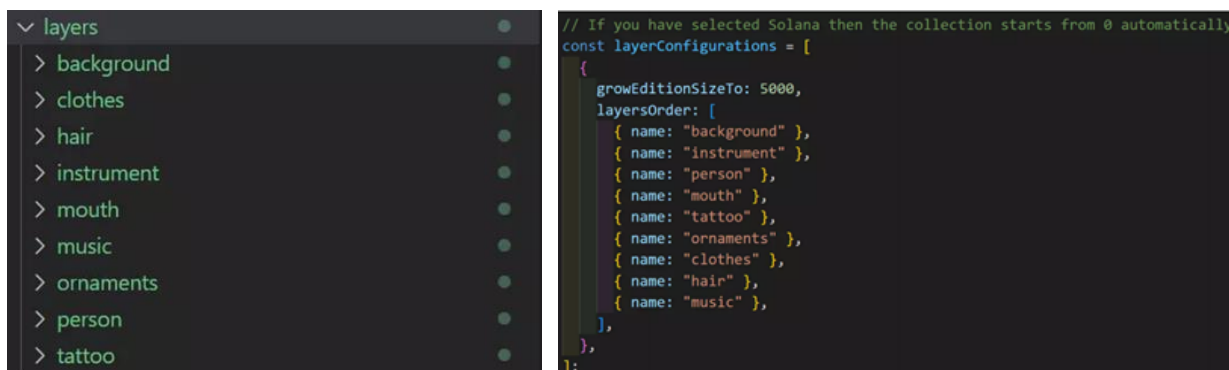 layers
background
clothes
hair
instrument
mouth
music
ornaments
person
tattoo
// If you have selected Solana then the collection starts from 0 automatically
const layerConfigurations = [
{
growEditionSizeTo: 5000,
layersOrder: [
{ name: "background" },
{ name: "instrument" },
{ name: "person" },
{ name: "mouth" },
{ name: "tattoo" },
{ name: "ornaments" },
{ name: "clothes" },
{ name: "hair" },
{ name: "music" },
],
},
];